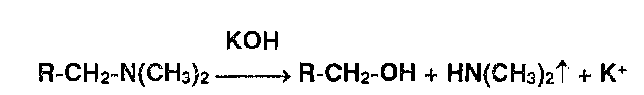 KOH
R-CH₂-N(CH₃)₂ ⟶ R-CH₂-OH + HN(CH₃)₂↑ + K⁺